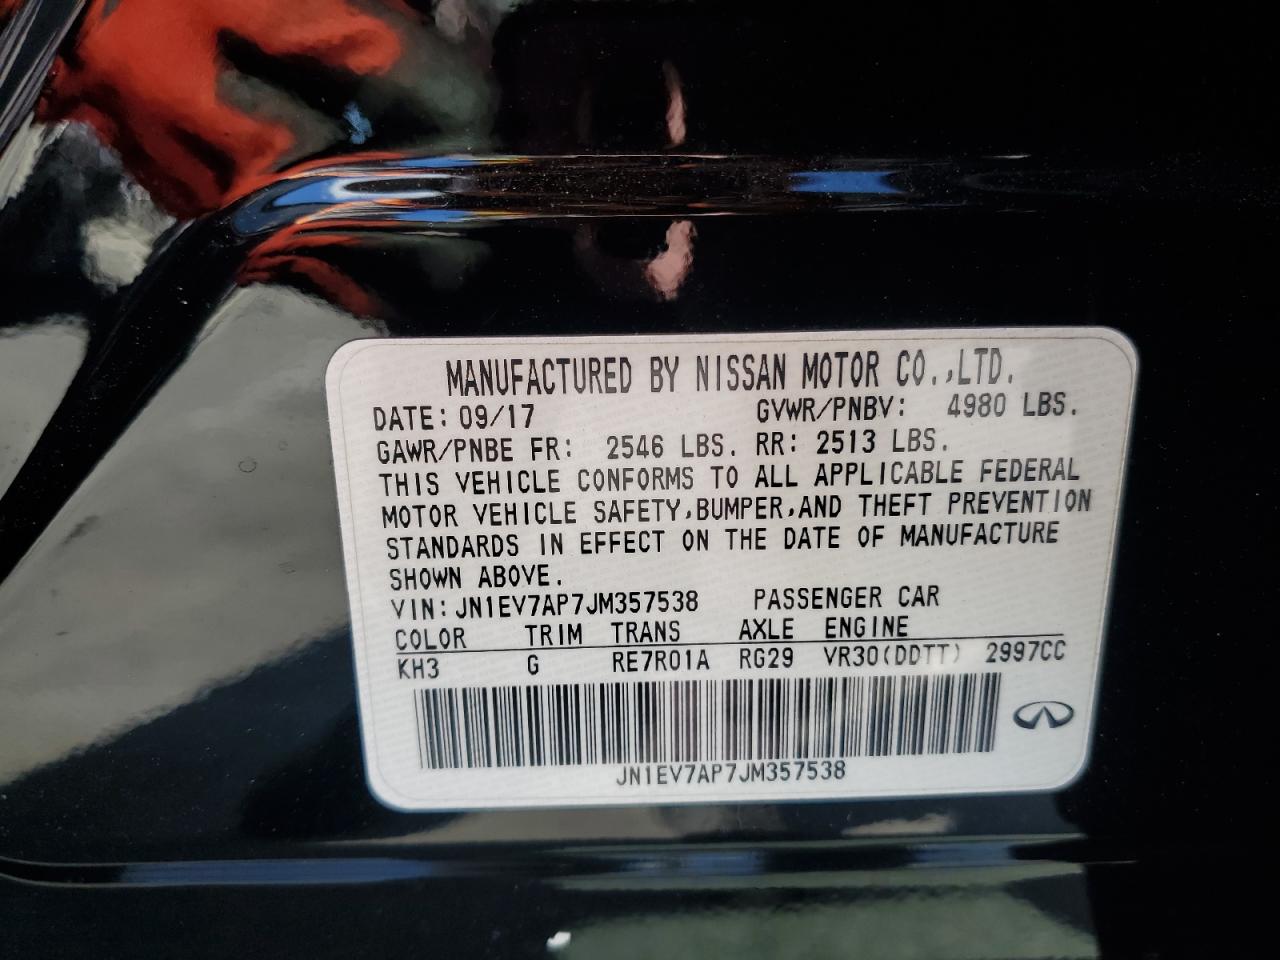 MANUFACTURED BY NISSAN MOTOR CO.,LTD.
DATE: 09/17 GVWR/PNBV: 4980 LBS.
GAWR/PNBE FR: 2546 LBS. RR: 2513 LBS.
THIS VEHICLE CONFORMS TO ALL APPLICABLE FEDERAL
MOTOR VEHICLE SAFETY,BUMPER,AND THEFT PREVENTION
STANDARDS IN EFFECT ON THE DATE OF MANUFACTURE
SHOWN ABOVE.
VIN: JN1EV7AP7JM357538 PASSENGER CAR
COLOR TRIM TRANS AXLE ENGINE
KH3 G RE7R01A RG29 VR30(DDTT) 2997CC
JN1EV7AP7JM357538